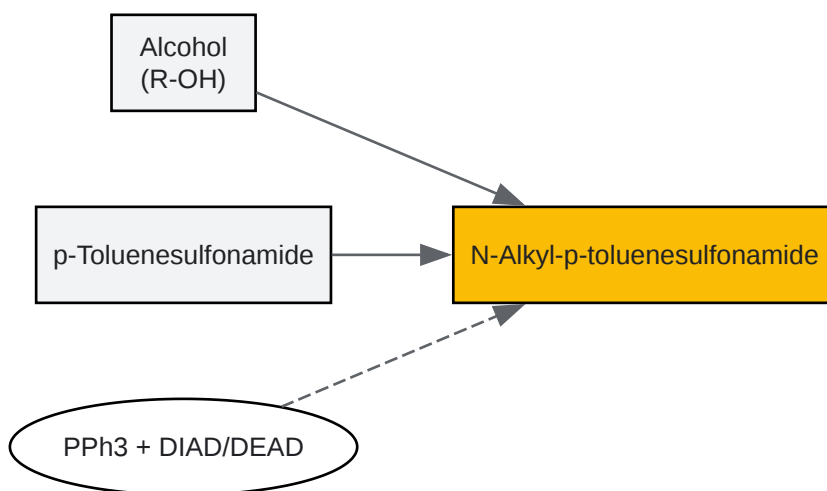 Alcohol
(R-OH)
p-Toluenesulfonamide
N-Alkyl-p-toluenesulfonamide
PPh3 + DIAD/DEAD